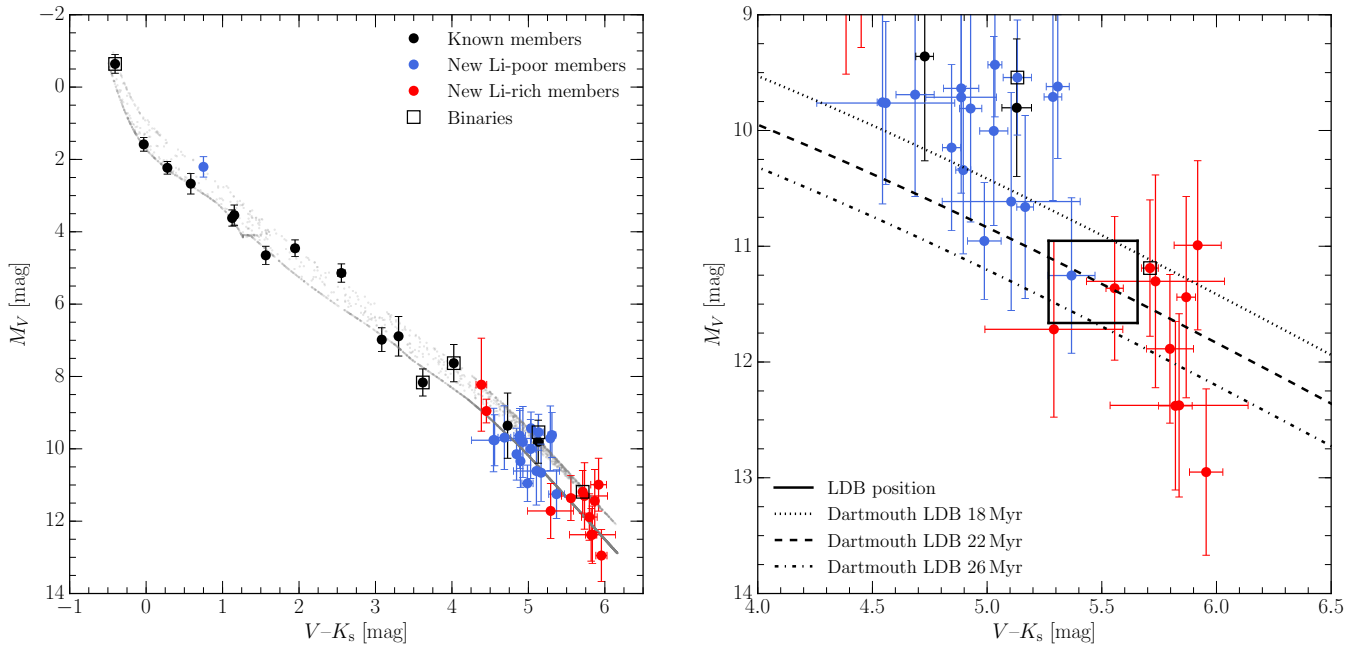 −2
0
2
4
6
8
10
12
14
M_V [mag]
−1
0
1
2
3
4
5
6
V–K_s [mag]
Known members
New Li-poor members
New Li-rich members
Binaries
9
10
11
12
13
14
M_V [mag]
4.0
4.5
5.0
5.5
6.0
6.5
V–K_s [mag]
LDB position
Dartmouth LDB 18 Myr
Dartmouth LDB 22 Myr
Dartmouth LDB 26 Myr